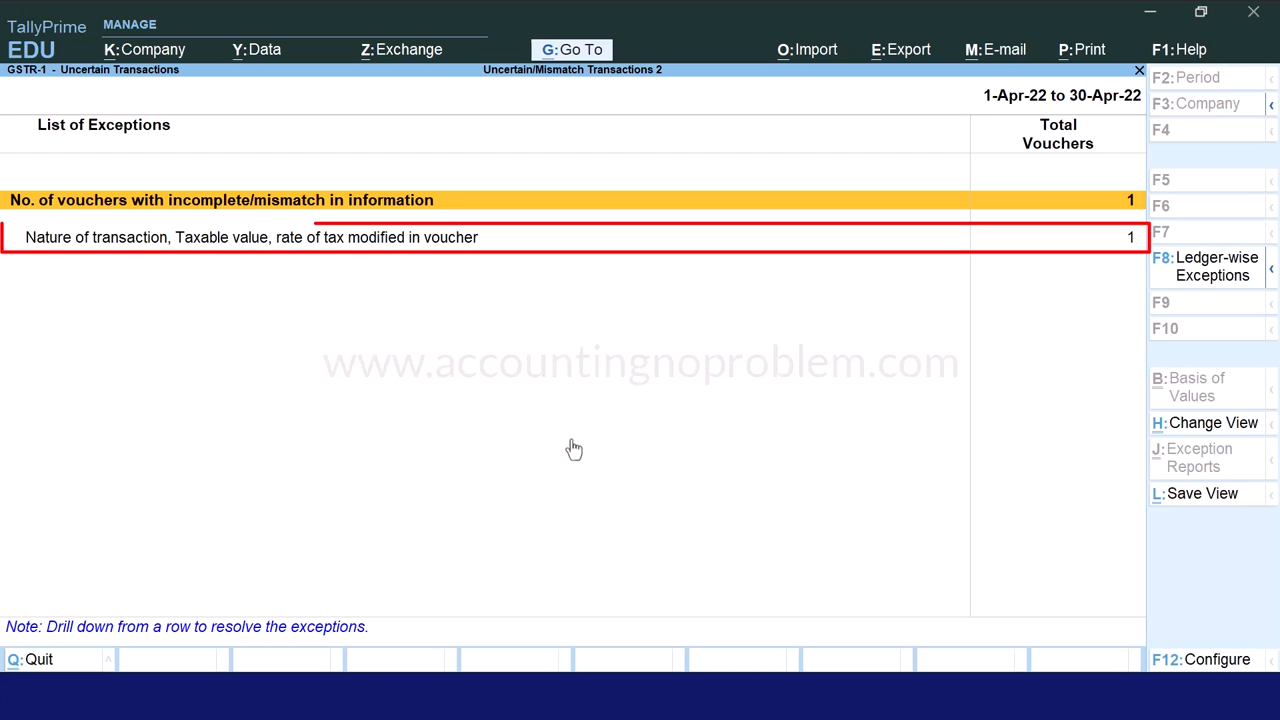 TallyPrime
MANAGE
EDU
K:Company
Y:Data
Z:Exchange
G:Go To
O:Import
E:Export
M:E-mail
P:Print
F1:Help
GSTR-1 - Uncertain Transactions
Uncertain/Mismatch Transactions 2
1-Apr-22 to 30-Apr-22
List of Exceptions
Total
Vouchers
No. of vouchers with incomplete/mismatch in information 1
Nature of transaction, Taxable value, rate of tax modified in voucher 1
www.accountingnoproblem.com
Note: Drill down from a row to resolve the exceptions.
Q:Quit
F2:Period
F3:Company
F4
F5
F6
F7
F8:Ledger-wise
Exceptions
F9
F10
B:Basis of
Values
H:Change View
J:Exception
Reports
L:Save View
F12:Configure